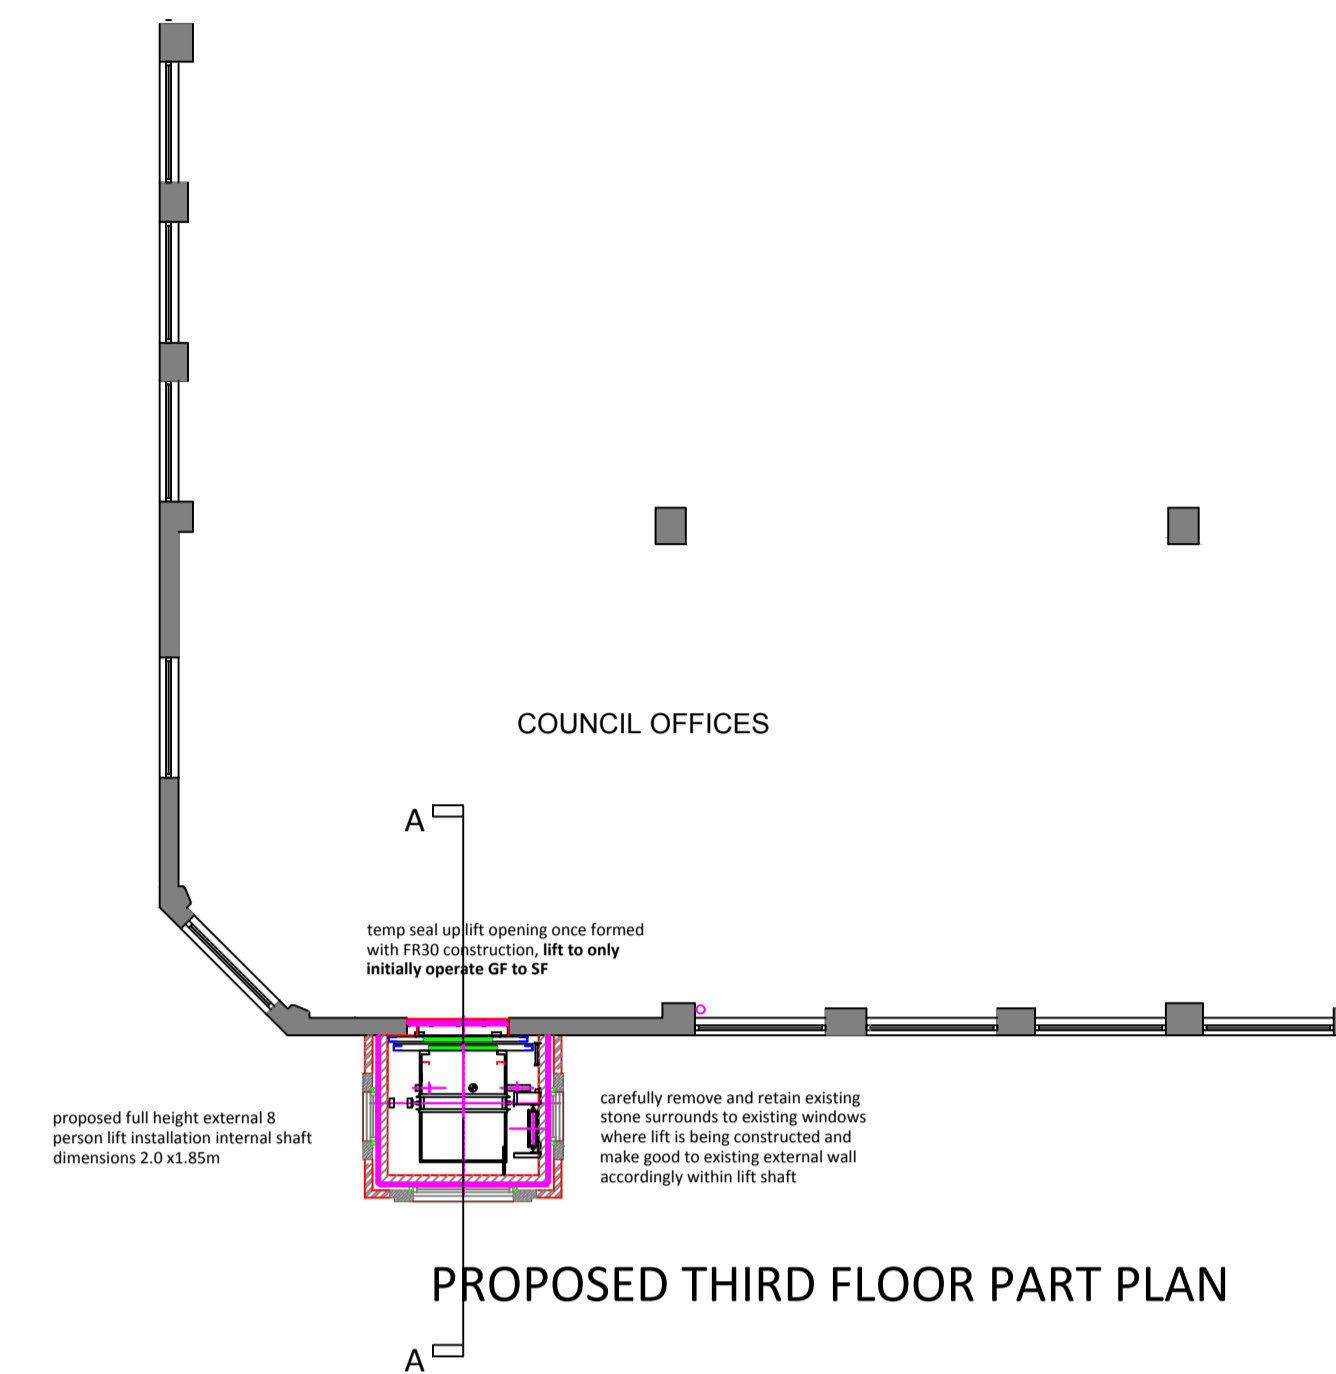 COUNCIL OFFICES
A
temp seal up lift opening once formed
with FR30 construction, lift to only
initially operate GF to SF
proposed full height external 8
person lift installation internal shaft
dimensions 2.0 x1.85m
carefully remove and retain existing
stone surrounds to existing windows
where lift is being constructed and
make good to existing external wall
accordingly within lift shaft
PROPOSED THIRD FLOOR PART PLAN
A